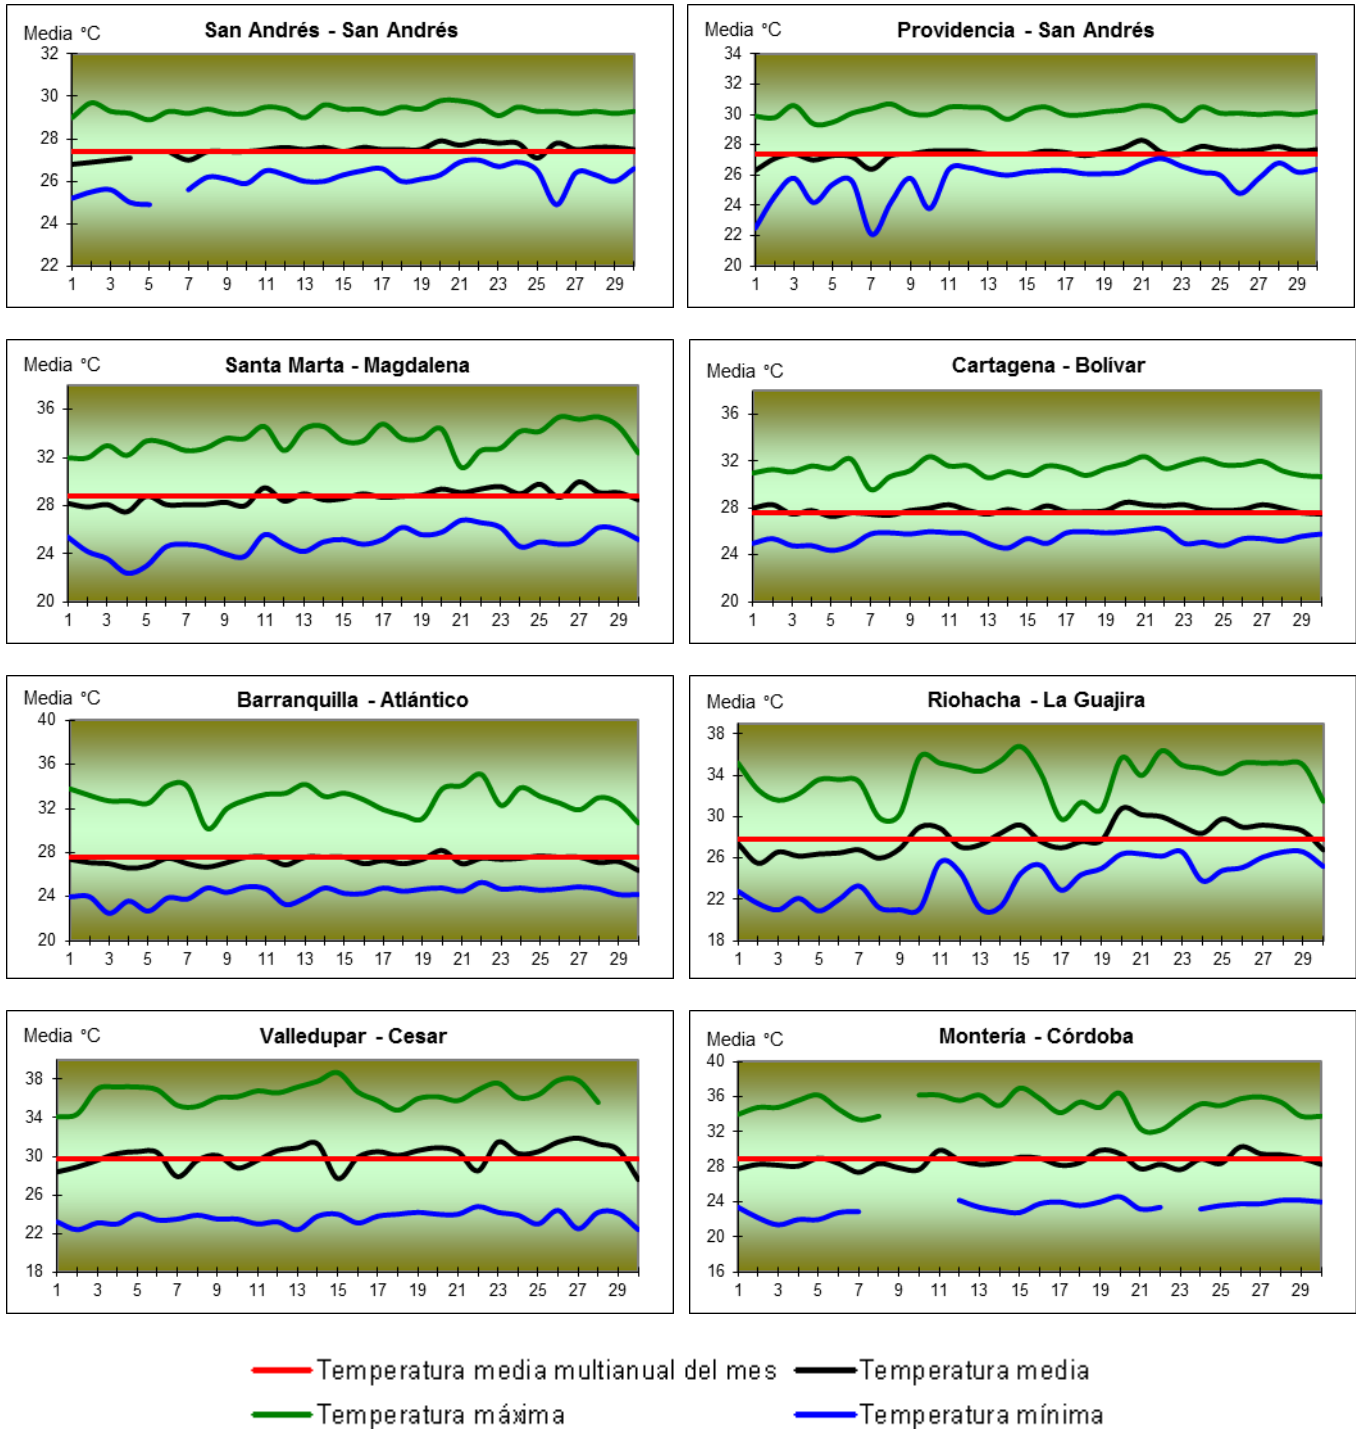 San Andrés - San Andrés
Media °C
32
30
28
26
24
22
1 3 5 7 9 11 13 15 17 19 21 23 25 27 29
Providencia - San Andrés
Media °C
34
32
30
28
26
24
22
20
1 3 5 7 9 11 13 15 17 19 21 23 25 27 29
Santa Marta - Magdalena
Media °C
36
32
28
24
20
1 3 5 7 9 11 13 15 17 19 21 23 25 27 29
Cartagena - Bolívar
Media °C
36
32
28
24
20
1 3 5 7 9 11 13 15 17 19 21 23 25 27 29
Barranquilla - Atlántico
Media °C
40
36
32
28
24
20
1 3 5 7 9 11 13 15 17 19 21 23 25 27 29
Riohacha - La Guajira
Media °C
38
34
30
26
22
18
1 3 5 7 9 11 13 15 17 19 21 23 25 27 29
Valledupar - Cesar
Media °C
38
34
30
26
22
18
1 3 5 7 9 11 13 15 17 19 21 23 25 27 29
Montería - Córdoba
Media °C
40
36
32
28
24
20
16
1 3 5 7 9 11 13 15 17 19 21 23 25 27 29
Temperatura media multianual del mes
Temperatura media
Temperatura máxima
Temperatura mínima